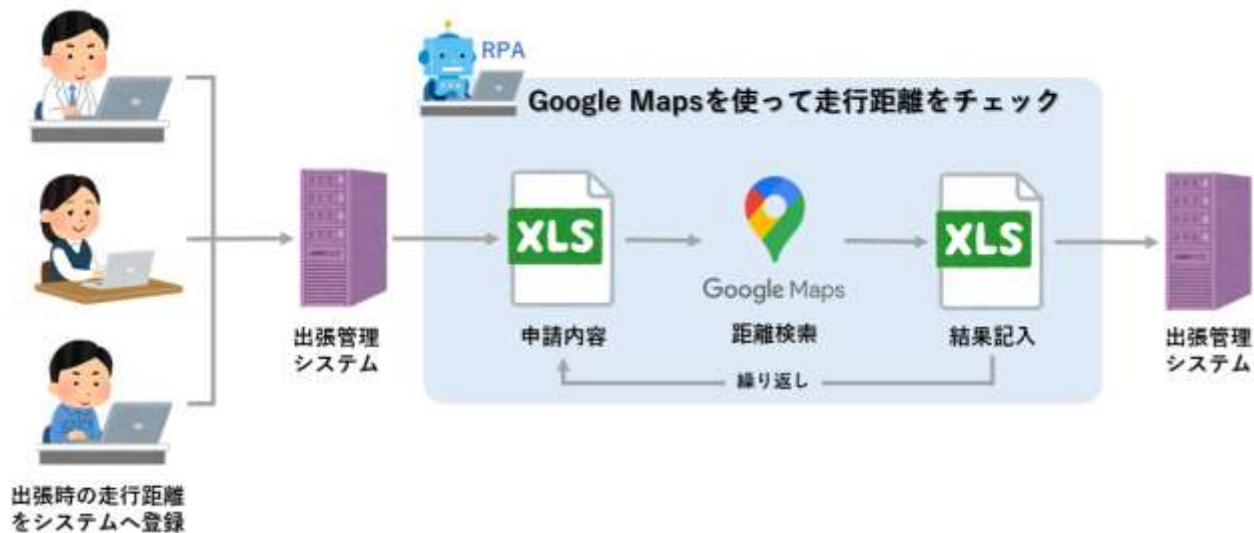 RPA
Google Mapsを使って走行距離をチェック
XLS
XLS
Google Maps
出張管理
システム
申請内容
距離検索
結果記入
出張管理
システム
繰り返し
出張時の走行距離
をシステムへ登録